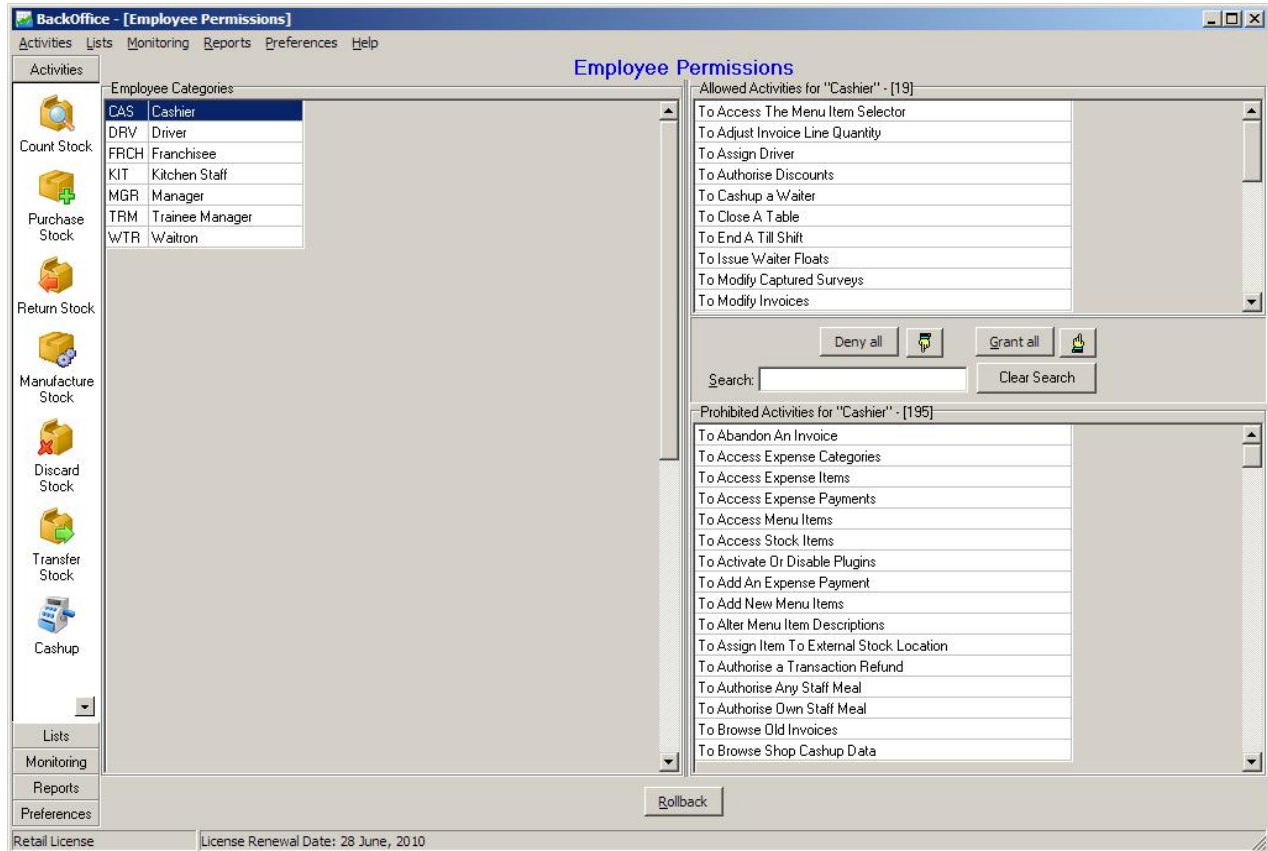 BackOffice - [Employee Permissions]
Activities Lists Monitoring Reports Preferences Help
Activities
Employee Permissions
Count Stock
Purchase
Stock
Return Stock
Manufacture
Stock
Discard
Stock
Transfer
Stock
Cashup
Lists
Monitoring
Reports
Preferences
Employee Categories
CAS Cashier
DRV Driver
FRCH Franchisee
KIT Kitchen Staff
MGR Manager
TRM Trainee Manager
WTR Waitron
Allowed Activities for "Cashier" - [19]
To Access The Menu Item Selector
To Adjust Invoice Line Quantity
To Assign Driver
To Authorise Discounts
To Cashup a Waiter
To Close A Table
To End A Till Shift
To Issue Waiter Floats
To Modify Captured Surveys
To Modify Invoices
Deny all Grant all
Search: Clear Search
Prohibited Activities for "Cashier" - [195]
To Abandon An Invoice
To Access Expense Categories
To Access Expense Items
To Access Expense Payments
To Access Menu Items
To Access Stock Items
To Activate Or Disable Plugins
To Add An Expense Payment
To Add New Menu Items
To Alter Menu Item Descriptions
To Assign Item To External Stock Location
To Authorise a Transaction Refund
To Authorise Any Staff Meal
To Authorise Own Staff Meal
To Browse Old Invoices
To Browse Shop Cashup Data
Rollback
Retail License License Renewal Date: 28 June, 2010